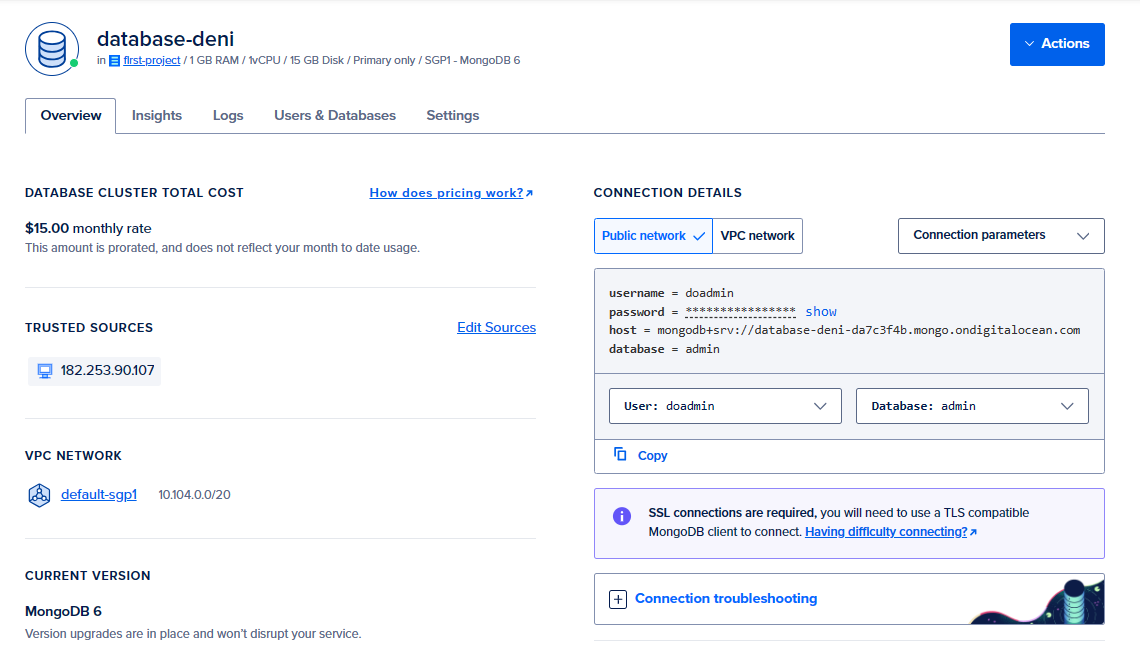 database-deni
Actions
in first-project / 1 GB RAM / 1vCPU / 15 GB Disk / Primary only / SGP1 - MongoDB 6
Overview Insights Logs Users & Databases Settings
DATABASE CLUSTER TOTAL COST How does pricing work?
$15.00 monthly rate
This amount is prorated, and does not reflect your month to date usage.
TRUSTED SOURCES Edit Sources
182.253.90.107
VPC NETWORK
default-sgp1 10.104.0.0/20
CURRENT VERSION
MongoDB 6
Version upgrades are in place and won't disrupt your service.
CONNECTION DETAILS
Public network VPC network Connection parameters
username = doadmin
password = **************** show
host = mongodb+srv://database-deni-da7c3f4b.mongo.ondigitalocean.com
database = admin
User: doadmin Database: admin
Copy
SSL connections are required, you will need to use a TLS compatible
MongoDB client to connect. Having difficulty connecting?
Connection troubleshooting